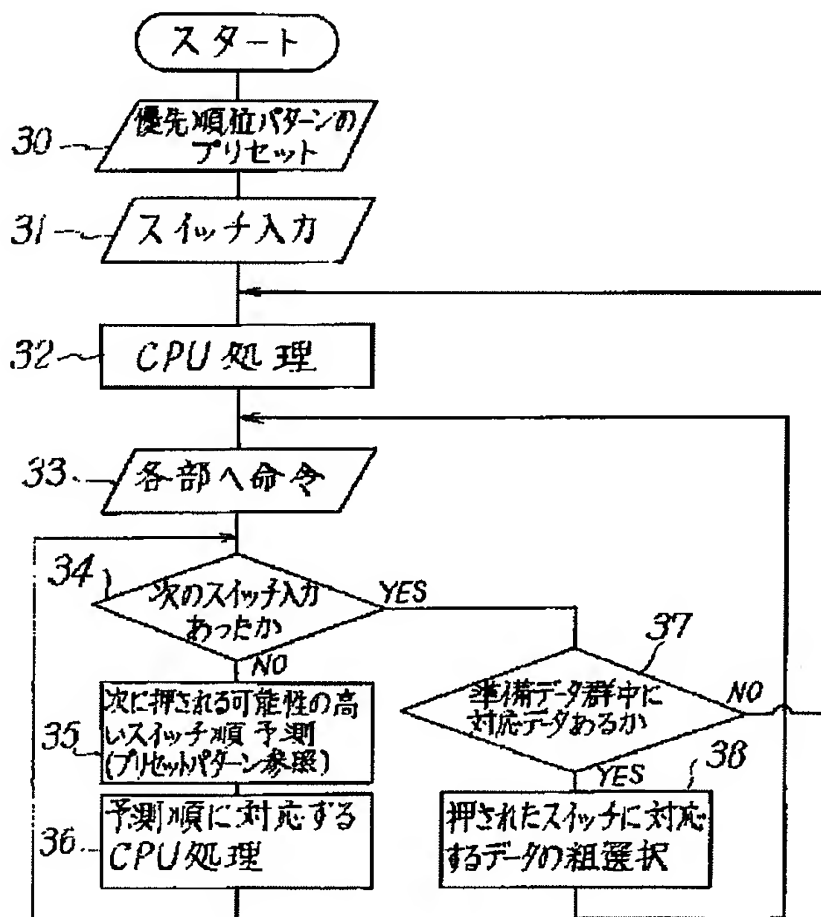 スタート
優先順位パターンの
プリセット
30
スイッチ入力
31
CPU処理
32
各部へ命令
33
34
次のスイッチ入力
あったか
YES
NO
37
準備データ群中に
対応データあるか
NO
YES
次に押される可能性の高
いスイッチ順予測
(プリセットパターン参照)
35
38
予測順に対応する
CPU処理
36
押されたスイッチに対応
するデータの組選択